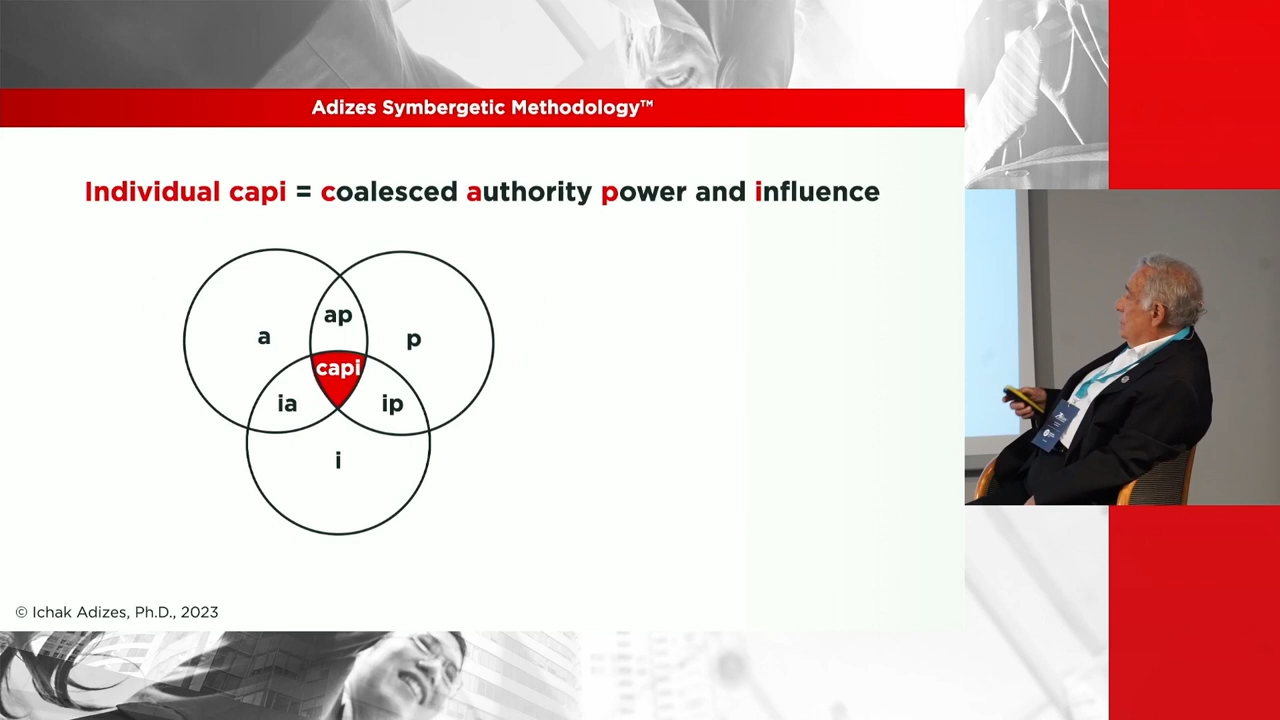 Adizes Symbergetic Methodology™
Individual capi = coalesced authority power and influence
ap
a
p
capi
ia
ip
i
© Ichak Adizes, Ph.D., 2023